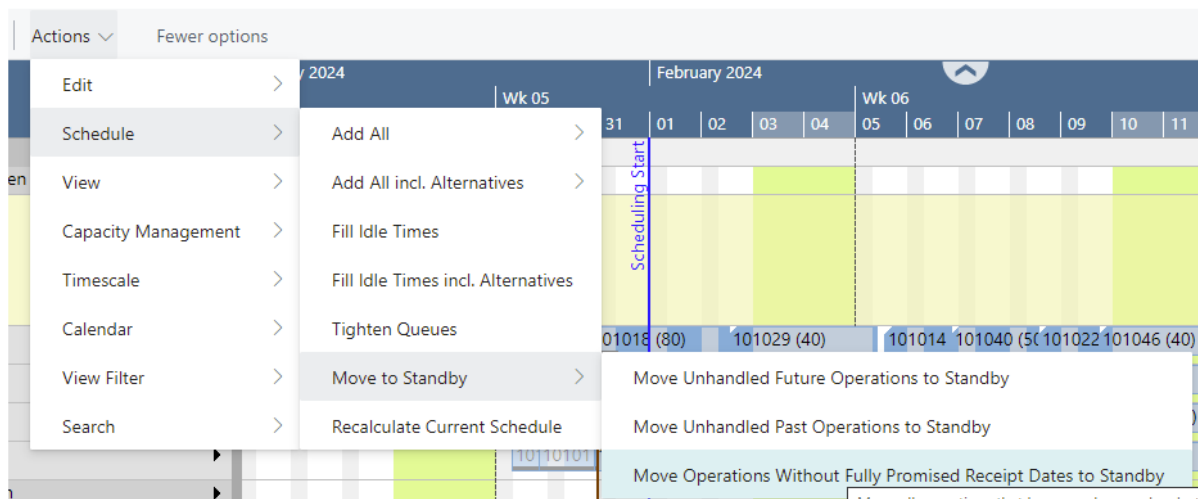 Actions Fewer options
2024 February 2024
Wk 05 Wk 06
31 01 02 03 04 05 06 07 08 09 10 11
Scheduling Start
en
Edit
Schedule
View
Capacity Management
Timescale
Calendar
View Filter
Search
Add All
Add All incl. Alternatives
Fill Idle Times
Fill Idle Times incl. Alternatives
Tighten Queues
Move to Standby
Recalculate Current Schedule
01018 (80) 101029 (40) 101014 101040 (5( 101022 101046 (40)
Move Unhandled Future Operations to Standby
Move Unhandled Past Operations to Standby
Move Operations Without Fully Promised Receipt Dates to Standby